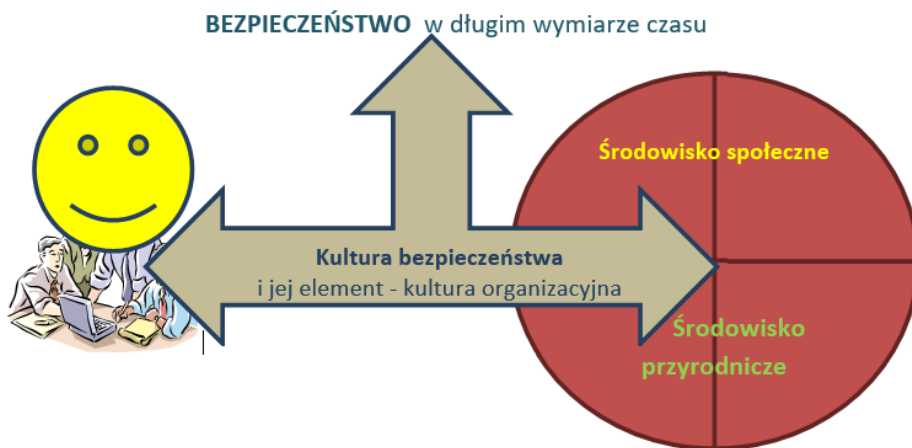 BEZPIECZEŃSTWO w długim wymiarze czasu
Środowisko społeczne
Kultura bezpieczeństwa
i jej element - kultura organizacyjna
Środowisko
przyrodnicze